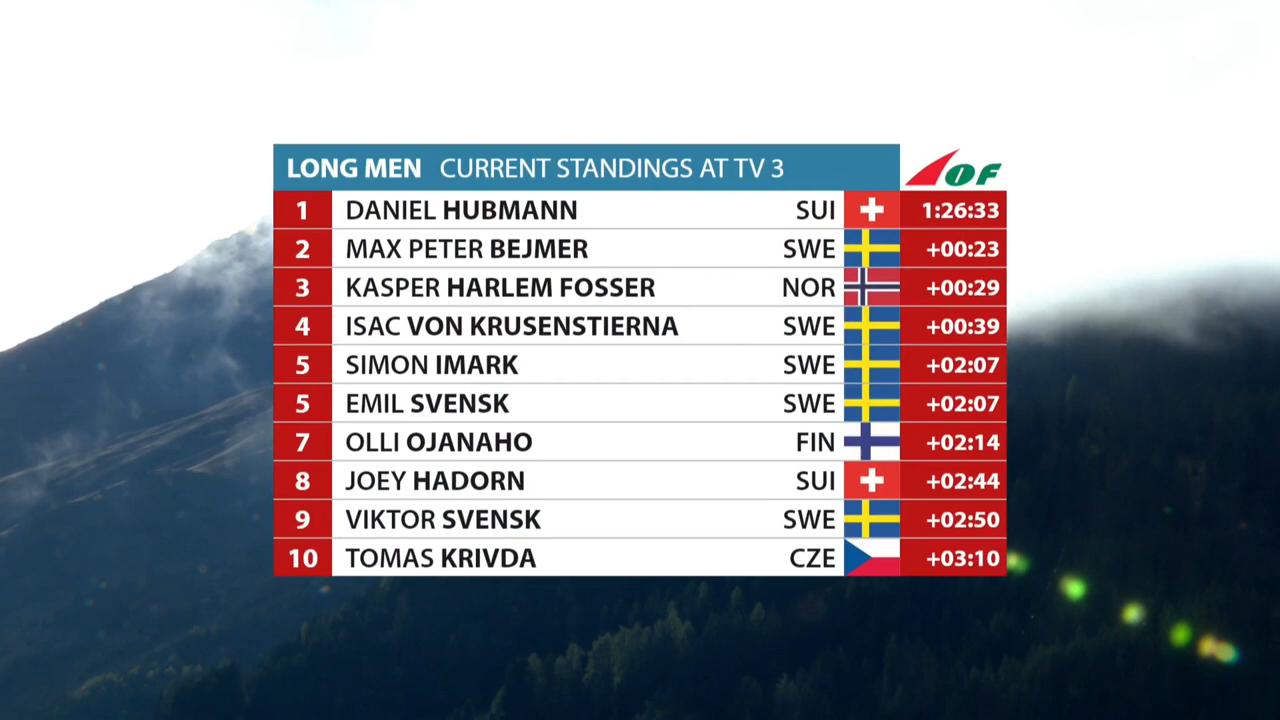 LONG MEN CURRENT STANDINGS AT TV 3 IOF
1 DANIEL HUBMANN SUI 1:26:33
2 MAX PETER BEJMER SWE +00:23
3 KASPER HARLEM FOSSER NOR +00:29
4 ISAC VON KRUSENSTIERNA SWE +00:39
5 SIMON IMARK SWE +02:07
5 EMIL SVENSK SWE +02:07
7 OLLI OJANAHO FIN +02:14
8 JOEY HADORN SUI +02:44
9 VIKTOR SVENSK SWE +02:50
10 TOMAS KRIVDA CZE +03:10